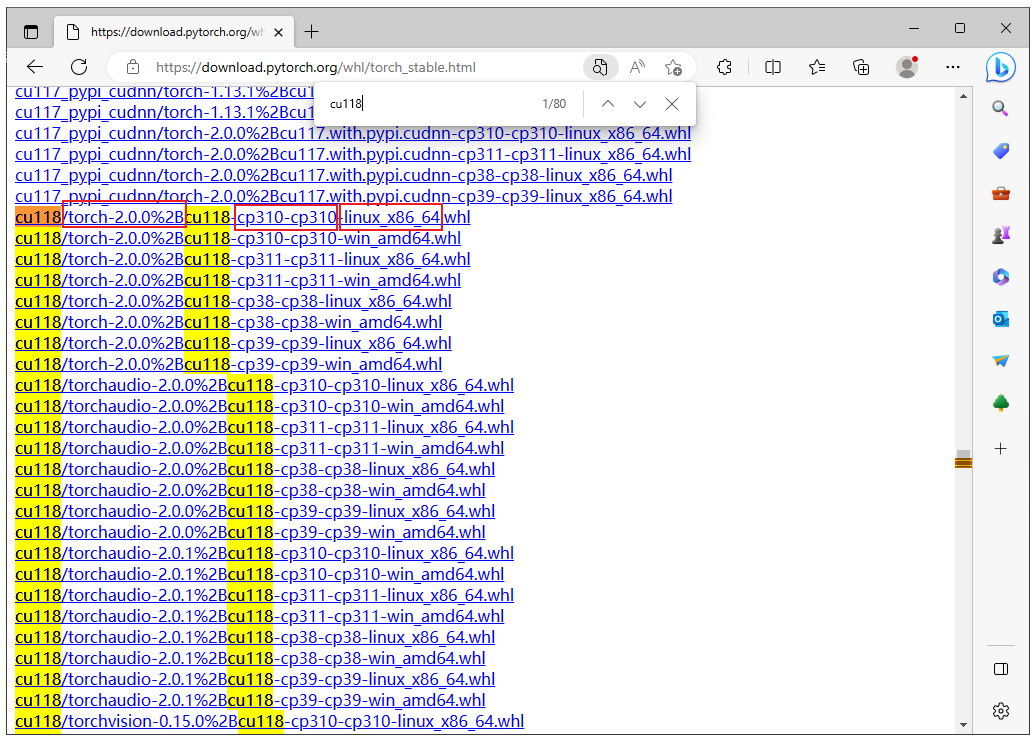 https://download.pytorch.org/wh
https://download.pytorch.org/whl/torch_stable.html
cu118
1/80
cu117_pypi_cudnn/torch-1.13.1%2Bcu1
cu117_pypi_cudnn/torch-1.13.1%2Bcu1
cu117_pypi_cudnn/torch-2.0.0%2Bcu117.with.pypi.cudnn-cp310-cp310-linux_x86_64.whl
cu117_pypi_cudnn/torch-2.0.0%2Bcu117.with.pypi.cudnn-cp311-cp311-linux_x86_64.whl
cu117_pypi_cudnn/torch-2.0.0%2Bcu117.with.pypi.cudnn-cp38-cp38-linux_x86_64.whl
cu117_pypi_cudnn/torch-2.0.0%2Bcu117.with.pypi.cudnn-cp39-cp39-linux_x86_64.whl
cu118/torch-2.0.0%2Bcu118-cp310-cp310-linux_x86_64.whl
cu118/torch-2.0.0%2Bcu118-cp310-cp310-win_amd64.whl
cu118/torch-2.0.0%2Bcu118-cp311-cp311-linux_x86_64.whl
cu118/torch-2.0.0%2Bcu118-cp311-cp311-win_amd64.whl
cu118/torch-2.0.0%2Bcu118-cp38-cp38-linux_x86_64.whl
cu118/torch-2.0.0%2Bcu118-cp38-cp38-win_amd64.whl
cu118/torch-2.0.0%2Bcu118-cp39-cp39-linux_x86_64.whl
cu118/torch-2.0.0%2Bcu118-cp39-cp39-win_amd64.whl
cu118/torchaudio-2.0.0%2Bcu118-cp310-cp310-linux_x86_64.whl
cu118/torchaudio-2.0.0%2Bcu118-cp310-cp310-win_amd64.whl
cu118/torchaudio-2.0.0%2Bcu118-cp311-cp311-linux_x86_64.whl
cu118/torchaudio-2.0.0%2Bcu118-cp311-cp311-win_amd64.whl
cu118/torchaudio-2.0.0%2Bcu118-cp38-cp38-linux_x86_64.whl
cu118/torchaudio-2.0.0%2Bcu118-cp38-cp38-win_amd64.whl
cu118/torchaudio-2.0.0%2Bcu118-cp39-cp39-linux_x86_64.whl
cu118/torchaudio-2.0.0%2Bcu118-cp39-cp39-win_amd64.whl
cu118/torchaudio-2.0.1%2Bcu118-cp310-cp310-linux_x86_64.whl
cu118/torchaudio-2.0.1%2Bcu118-cp310-cp310-win_amd64.whl
cu118/torchaudio-2.0.1%2Bcu118-cp311-cp311-linux_x86_64.whl
cu118/torchaudio-2.0.1%2Bcu118-cp311-cp311-win_amd64.whl
cu118/torchaudio-2.0.1%2Bcu118-cp38-cp38-linux_x86_64.whl
cu118/torchaudio-2.0.1%2Bcu118-cp38-cp38-win_amd64.whl
cu118/torchaudio-2.0.1%2Bcu118-cp39-cp39-linux_x86_64.whl
cu118/torchaudio-2.0.1%2Bcu118-cp39-cp39-win_amd64.whl
cu118/torchvision-0.15.0%2Bcu118-cp310-cp310-linux_x86_64.whl